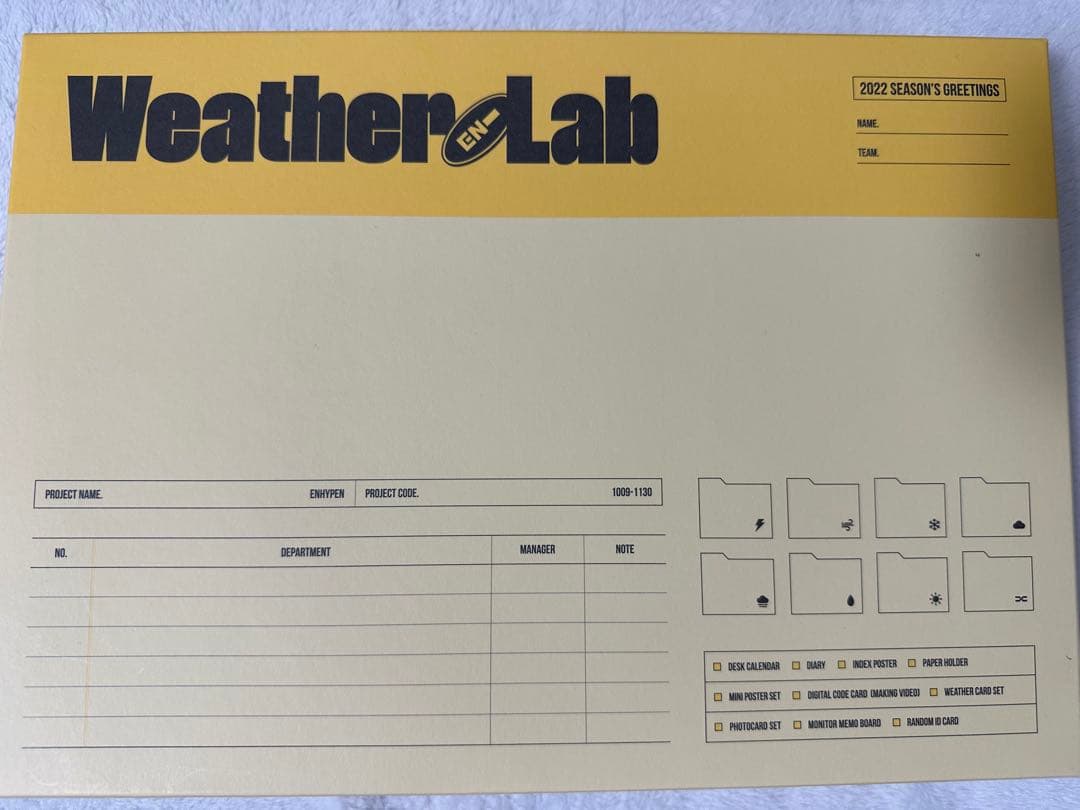 Weather EN- Lab
2022 SEASON'S GREETINGS
NAME.
TEAM.
PROJECT NAME. ENHYPEN PROJECT CODE. 1009-1130
NO. DEPARTMENT MANAGER NOTE
DESK CALENDAR DIARY INDEX POSTER PAPER HOLDER
MINI POSTER SET DIGITAL CODE CARD (MAKING VIDEO) WEATHER CARD SET
PHOTOCARD SET MONITOR MEMO BOARD RANDOM ID CARD